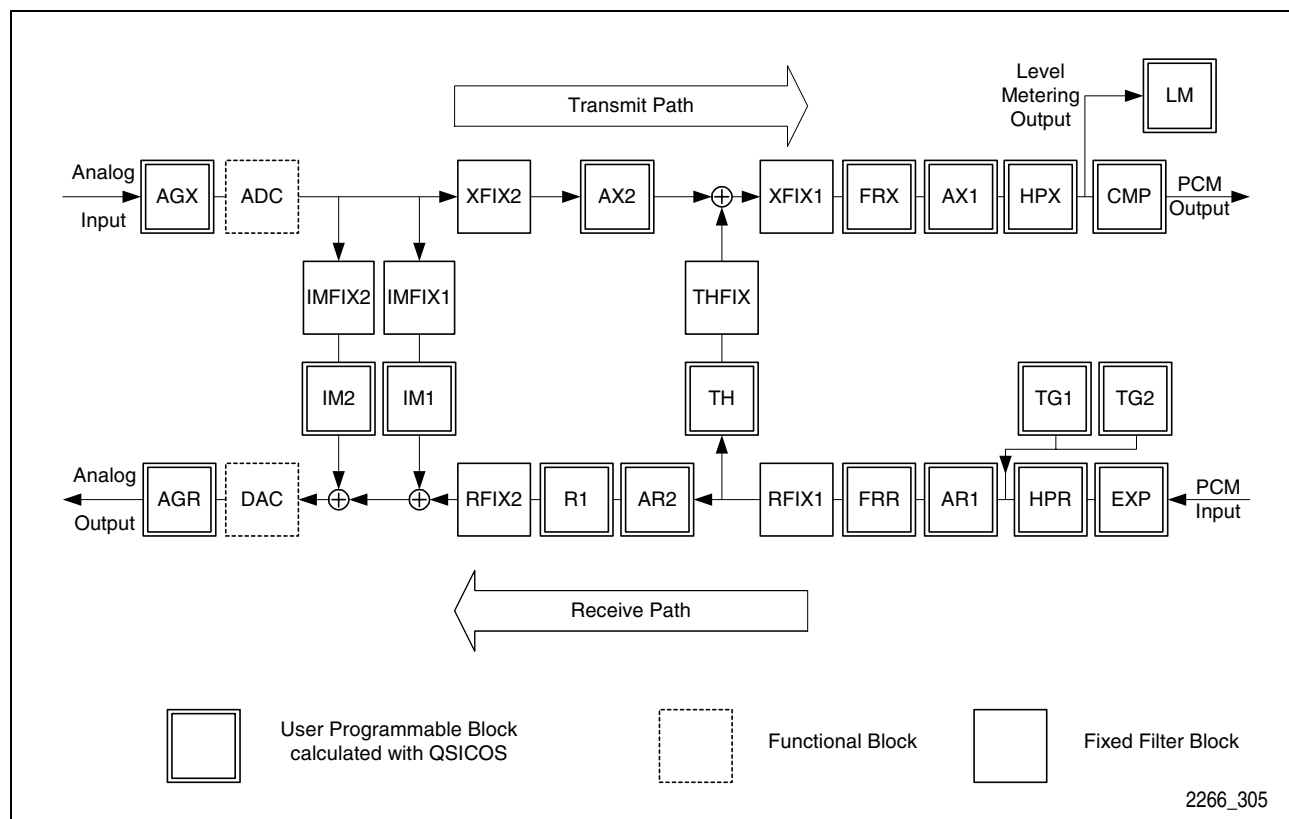 Transmit Path
Level
Metering
Output
LM
Analog
Input
AGX
ADC
XFIX2
AX2
XFIX1
FRX
AX1
HPX
CMP
PCM
Output
IMFIX2
IMFIX1
THFIX
IM2
IM1
TH
TG1
TG2
Analog
Output
AGR
DAC
RFIX2
R1
AR2
RFIX1
FRR
AR1
HPR
EXP
PCM
Input
Receive Path
User Programmable Block
calculated with QSICOS
Functional Block
Fixed Filter Block
2266_305